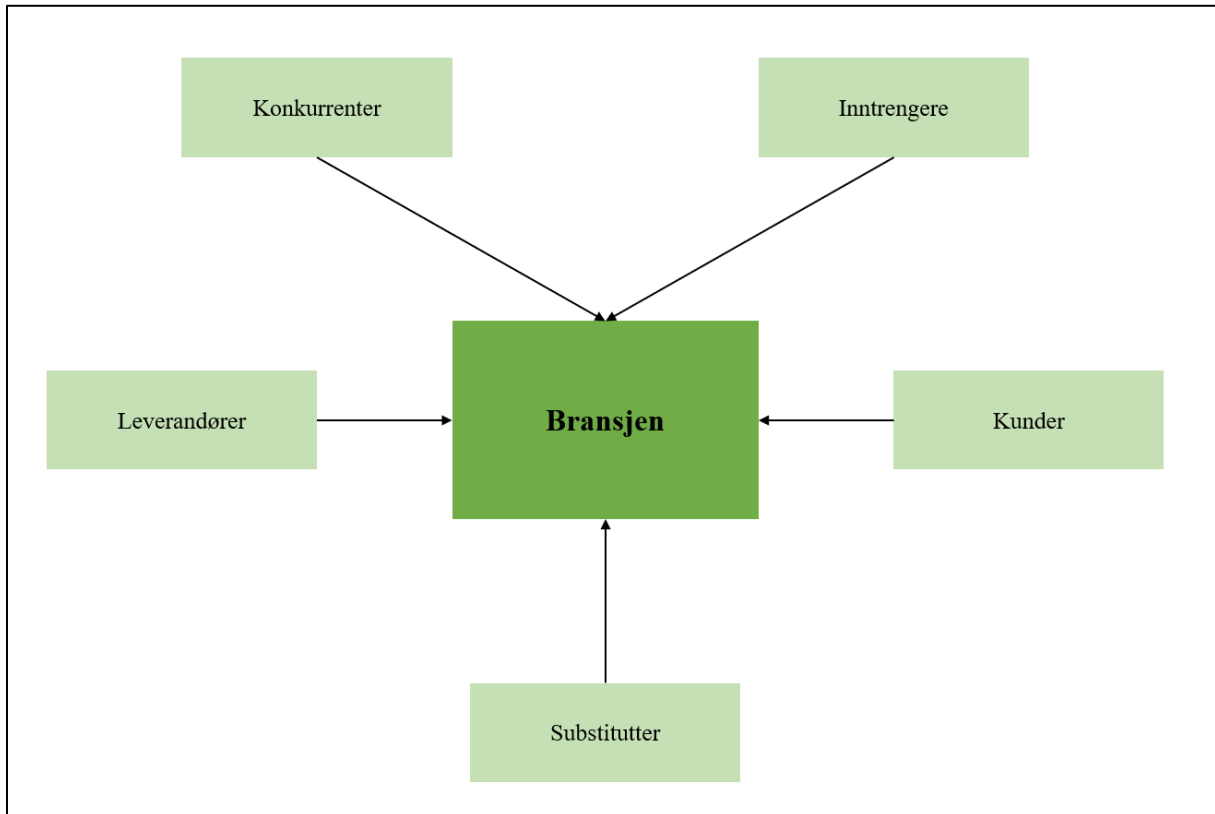 Konkurrenter
Inntrengere
Leverandører
Bransjen
Kunder
Substitutter